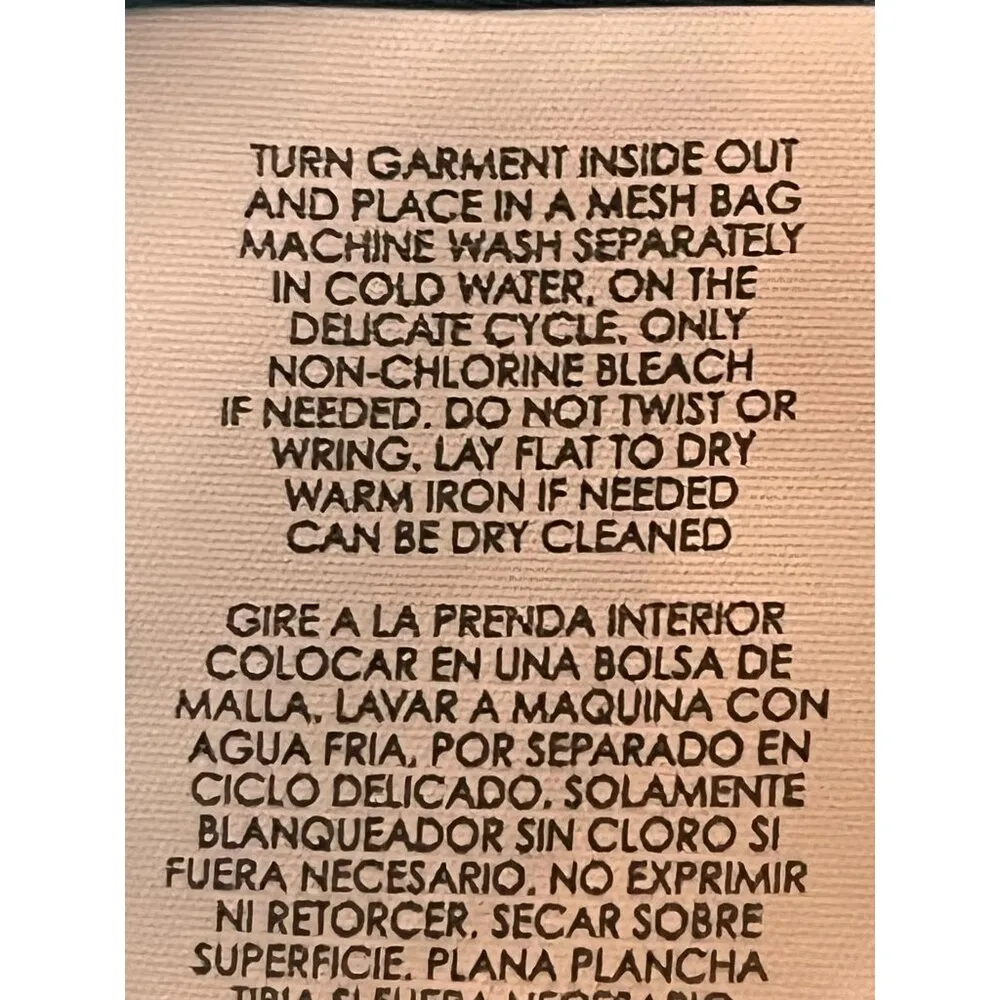 TURN GARMENT INSIDE OUT
AND PLACE IN A MESH BAG
MACHINE WASH SEPARATELY
IN COLD WATER, ON THE
DELICATE CYCLE. ONLY
NON-CHLORINE BLEACH
IF NEEDED. DO NOT TWIST OR
WRING. LAY FLAT TO DRY
WARM IRON IF NEEDED
CAN BE DRY CLEANED
GIRE A LA PRENDA INTERIOR
COLOCAR EN UNA BOLSA DE
MALLA. LAVAR A MAQUINA CON
AGUA FRIA, POR SEPARADO EN
CICLO DELICADO. SOLAMENTE
BLANQUEADOR SIN CLORO SI
FUERA NECESARIO. NO EXPRIMIR
NI RETORCER. SECAR SOBRE
SUPERFICIE. PLANA PLANCHA
TIBIA SI FUERA NECESARIO